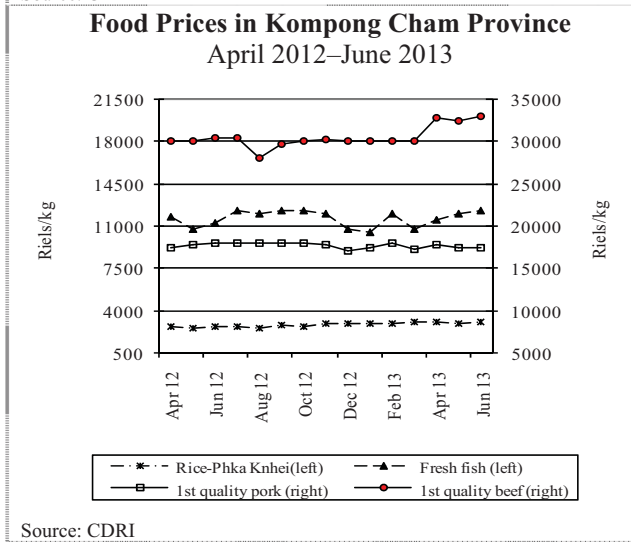 Food Prices in Kompong Cham Province
April 2012–June 2013
21500 35000
18000 30000
14500 25000
11000 20000
7500 15000
4000 10000
500 5000
Riels/kg
Riels/kg
Apr 12 Jun 12 Aug 12 Oct 12 Dec 12 Feb 13 Apr 13 Jun 13
Rice-Phka Knhei(left) Fresh fish (left)
1st quality pork (right) 1st quality beef (right)
Source: CDRI